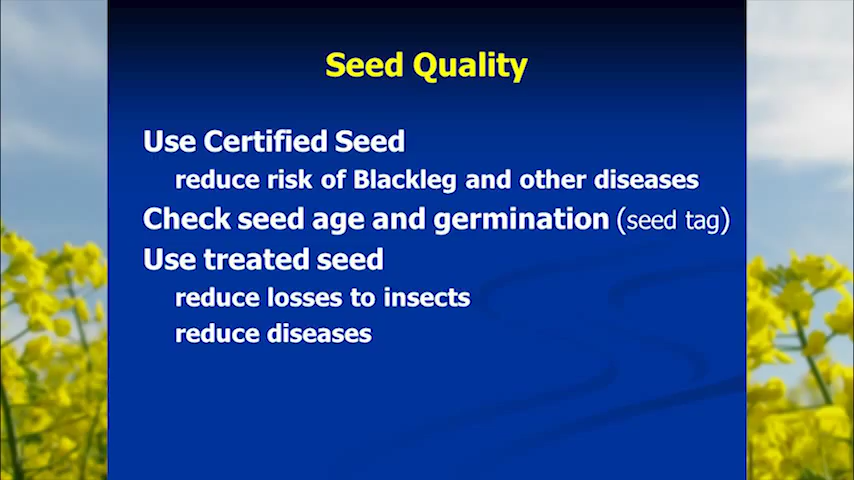 Seed Quality
Use Certified Seed
reduce risk of Blackleg and other diseases
Check seed age and germination (seed tag)
Use treated seed
reduce losses to insects
reduce diseases